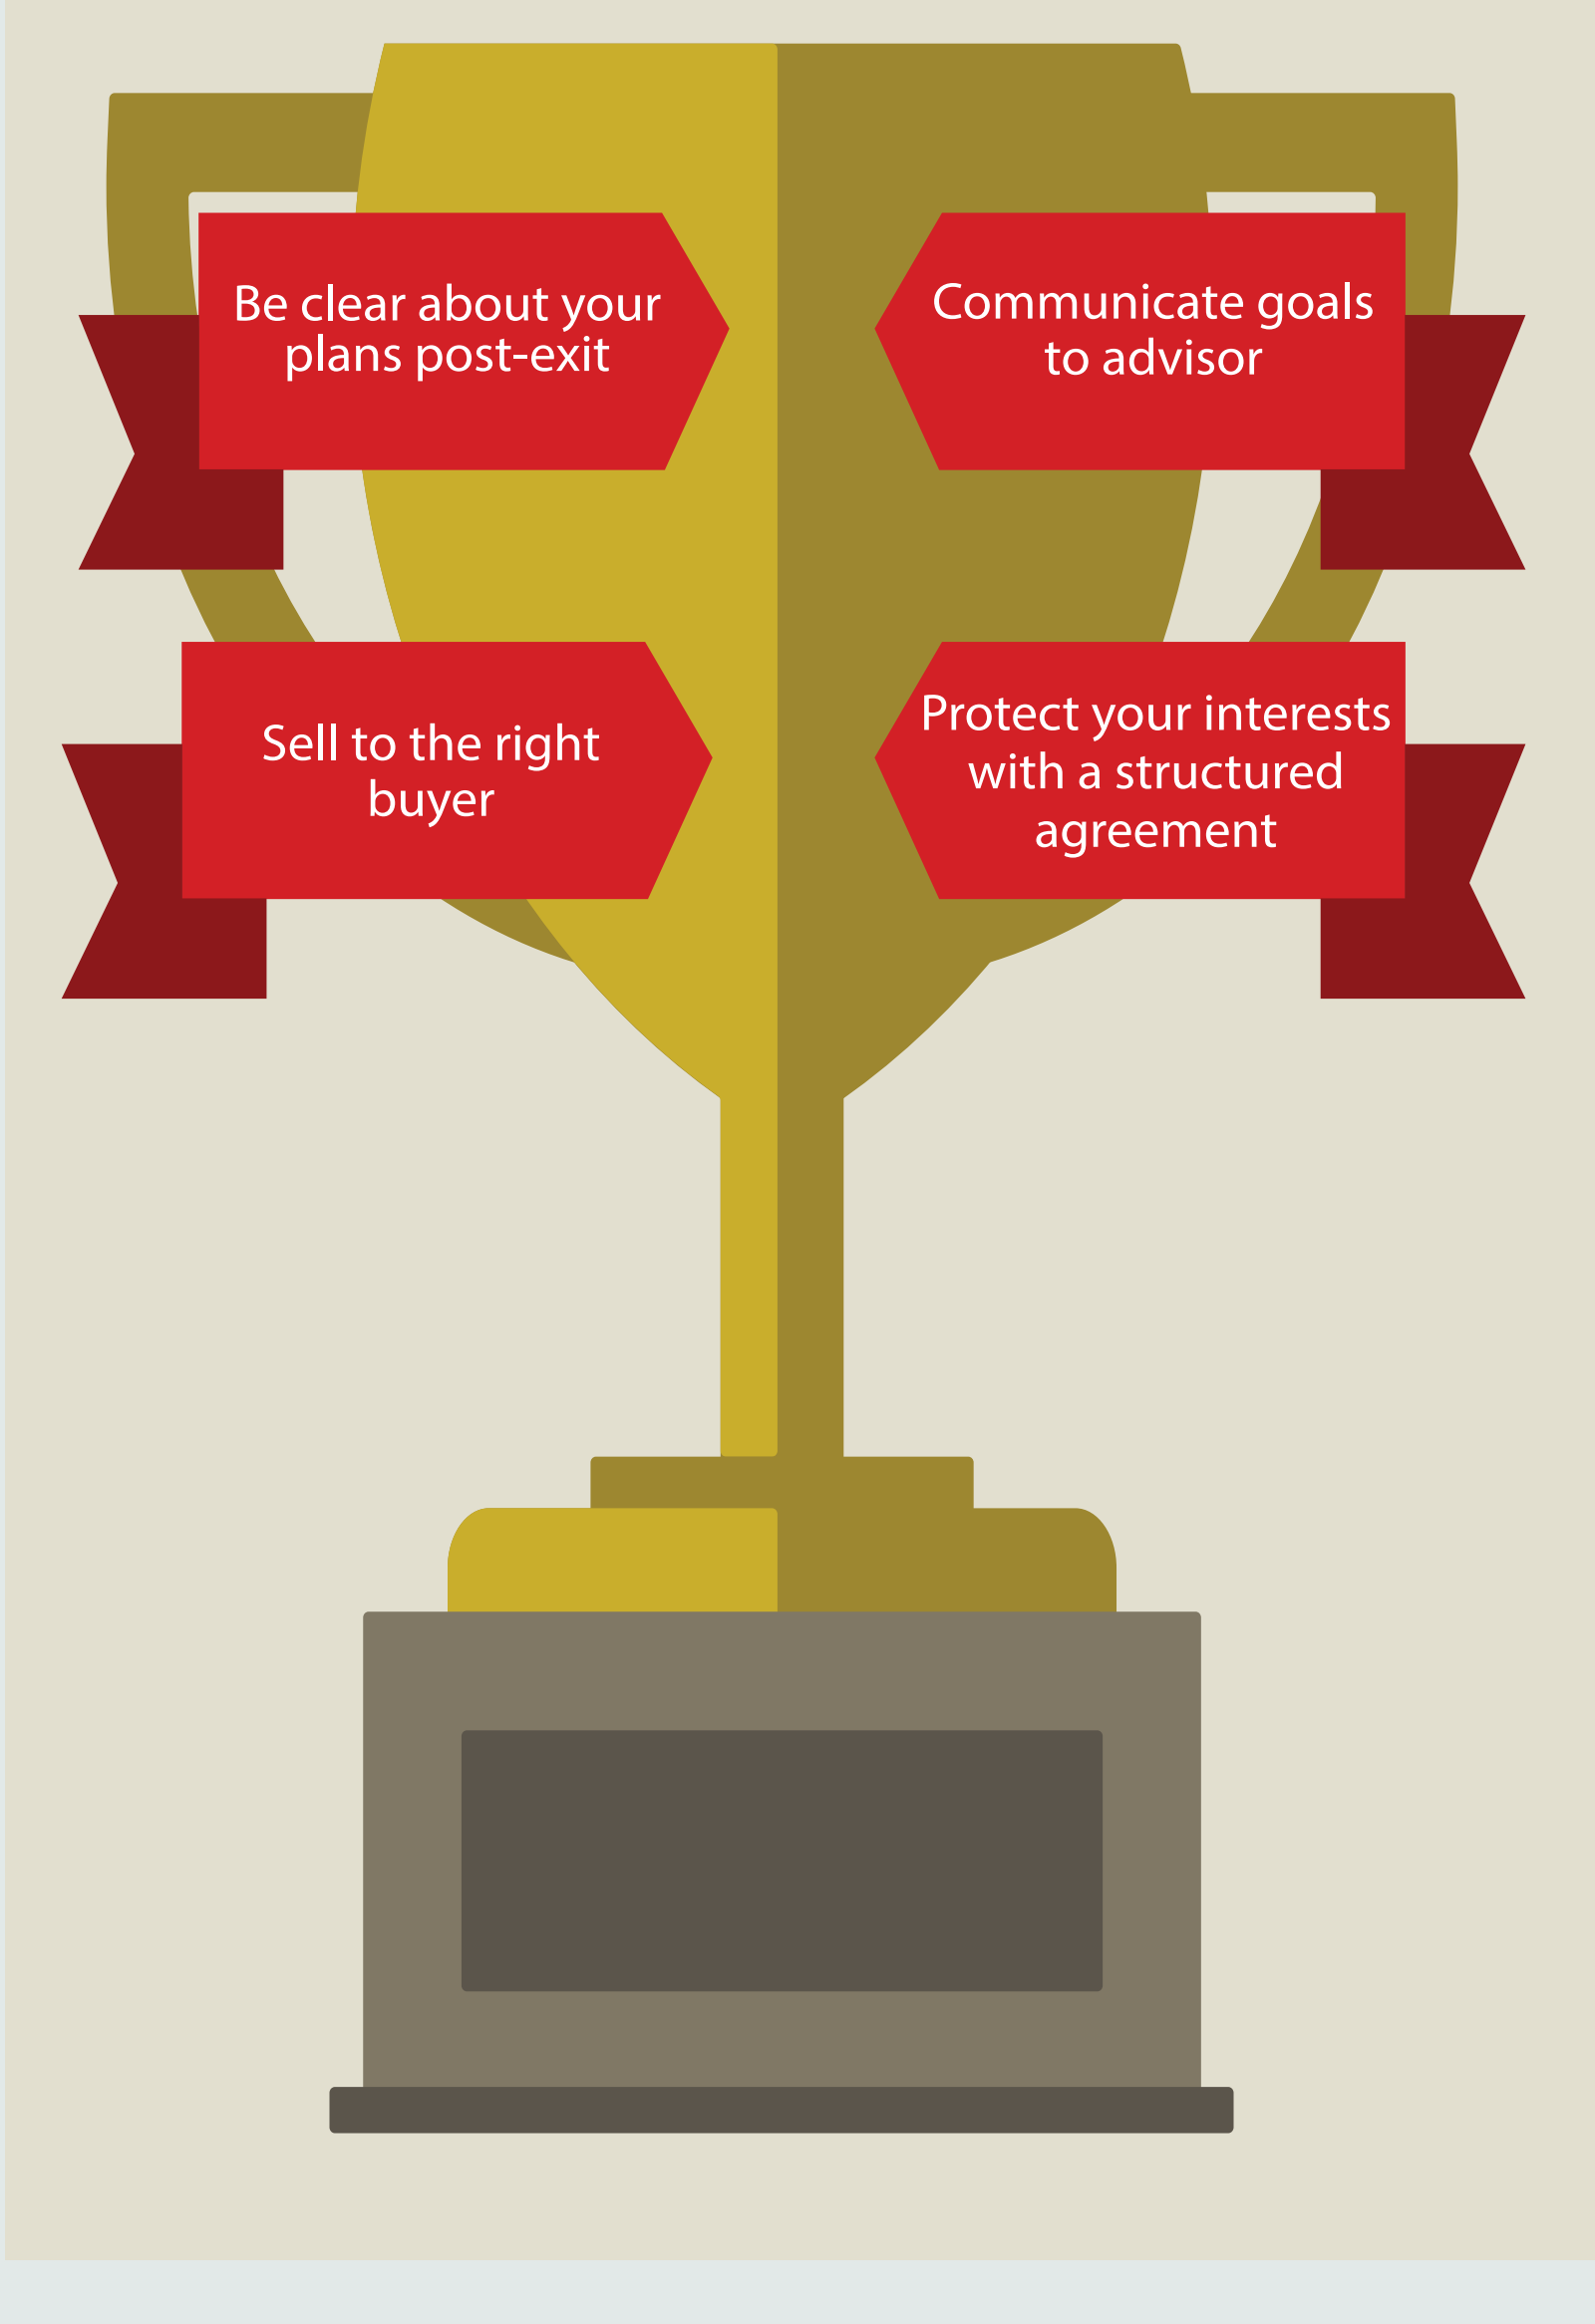 Be clear about your
plans post-exit
Communicate goals
to advisor
Sell to the right
buyer
Protect your interests
with a structured
agreement